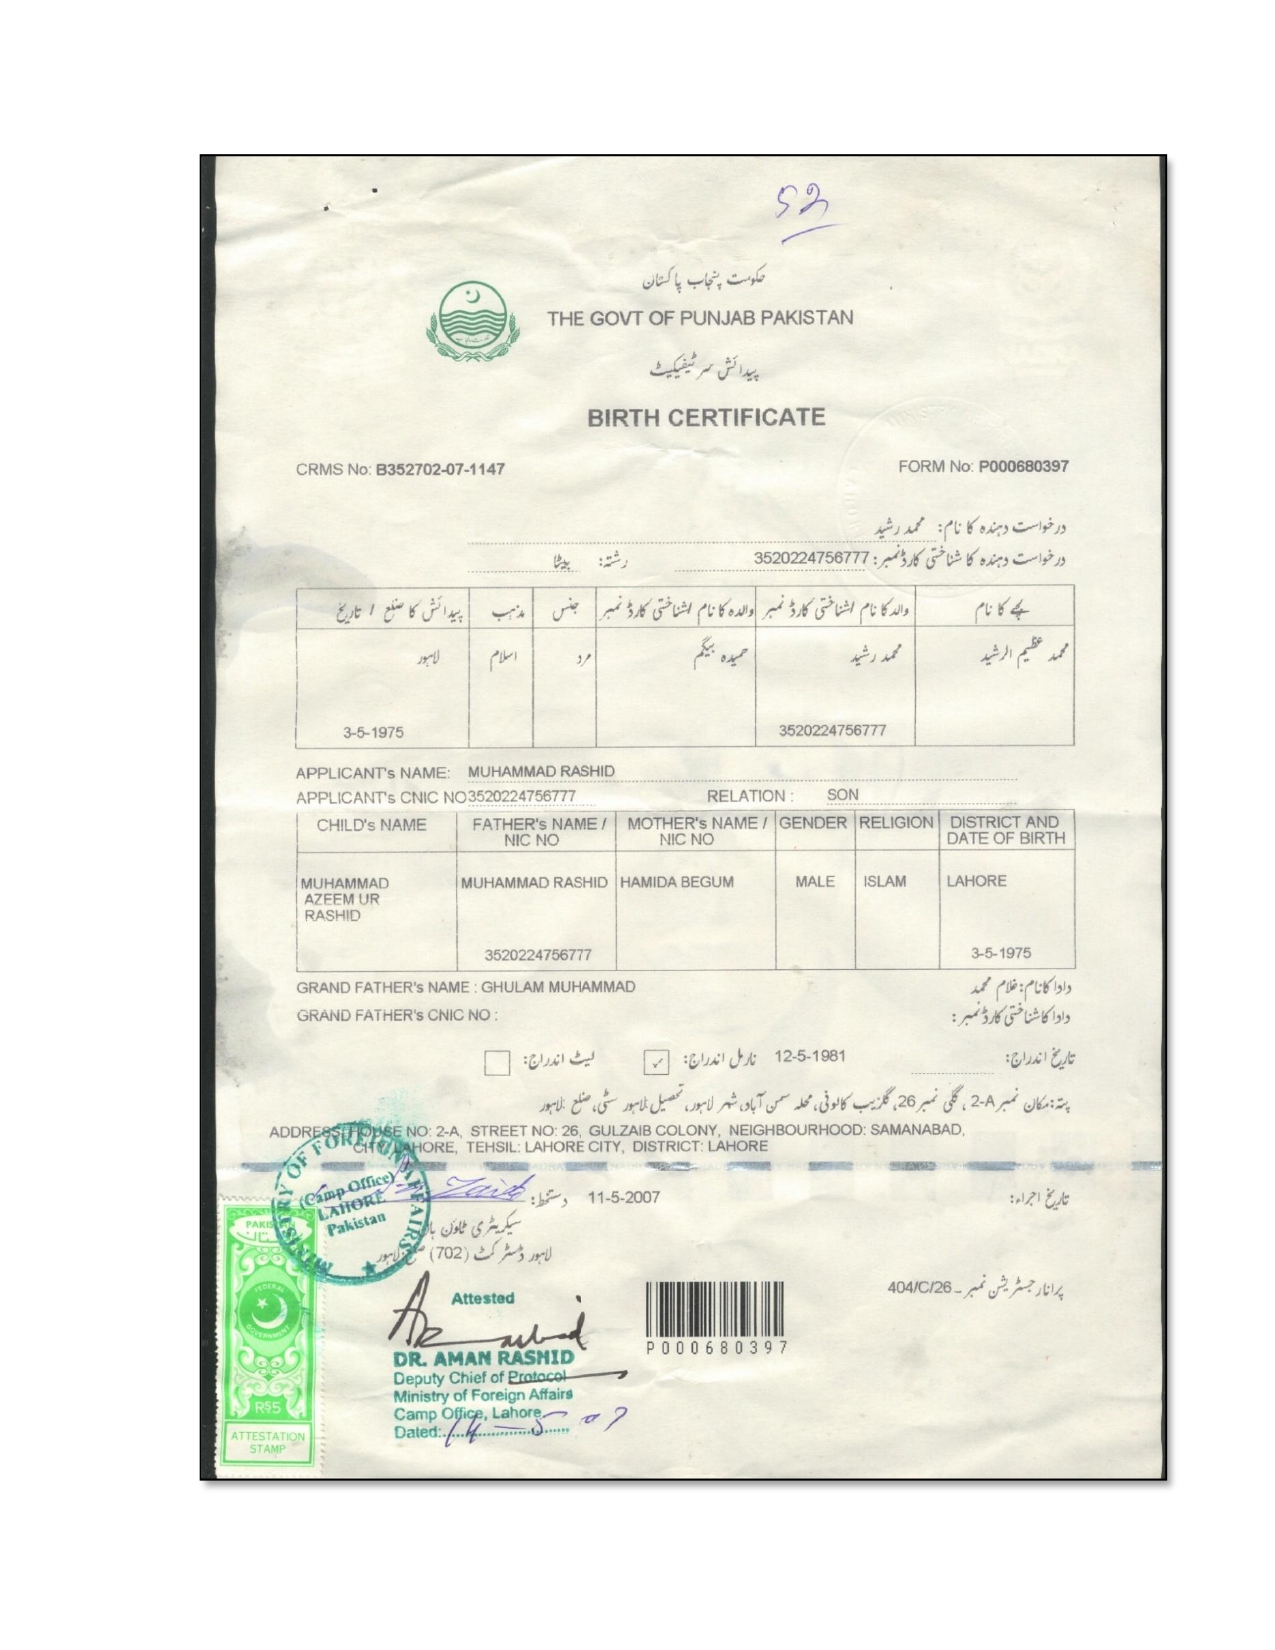 52
حکومت پنجاب پاکستان
THE GOVT OF PUNJAB PAKISTAN
پیدائش سرٹیفیکیٹ
BIRTH CERTIFICATE
CRMS No: B352702-07-1147 FORM No: P000680397
درخواست دہندہ کا نام: محمد رشید
درخواست دہندہ کا شناختی کارڈ نمبر: 3520224756777 رشتہ: بیٹا
بچے کا نام والد کا نام / شناختی کارڈ نمبر والدہ کا نام / شناختی کارڈ نمبر جنس مذہب پیدائش کا ضلع / تاریخ
محمد عظیم الرشید محمد رشید حمیدہ بیگم مرد اسلام لاہور
3520224756777 3-5-1975
APPLICANT's NAME: MUHAMMAD RASHID
APPLICANT's CNIC NO 3520224756777 RELATION : SON
CHILD's NAME FATHER's NAME / NIC NO MOTHER's NAME / NIC NO GENDER RELIGION DISTRICT AND DATE OF BIRTH
MUHAMMAD AZEEM UR RASHID MUHAMMAD RASHID HAMIDA BEGUM MALE ISLAM LAHORE
3520224756777 3-5-1975
GRAND FATHER's NAME : GHULAM MUHAMMAD دادا کا نام: غلام محمد
GRAND FATHER's CNIC NO : دادا کا شناختی کارڈ نمبر :
تاریخ اندراج: 12-5-1981 نارمل اندراج: ✓ لیٹ اندراج:
پتہ: مکان نمبر 2-A ، گلی نمبر 26، گلزیب کالونی، محلہ سمن آباد، شہر لاہور، تحصیل لاہور سٹی، ضلع لاہور
ADDRESS: HOUSE NO: 2-A, STREET NO: 26, GULZAIB COLONY, NEIGHBOURHOOD: SAMANABAD,
CITY LAHORE, TEHSIL: LAHORE CITY, DISTRICT: LAHORE
تاریخ اجراء: 11-5-2007 دستخط:
سیکریٹری ٹاؤن
لاہور ڈسٹرکٹ (702) ضلع لاہور
پرانا رجسٹریشن نمبر ـ 404/C/26
MINISTRY OF FOREIGN AFFAIRS
(Camp Office)
LAHORE
Pakistan
PAKISTAN
FEDERAL
GOVERNMENT
RS5
ATTESTATION
STAMP
Attested
DR. AMAN RASHID
Deputy Chief of Protocol
Ministry of Foreign Affairs
Camp Office, Lahore
Dated: 14-5-07
P000680397